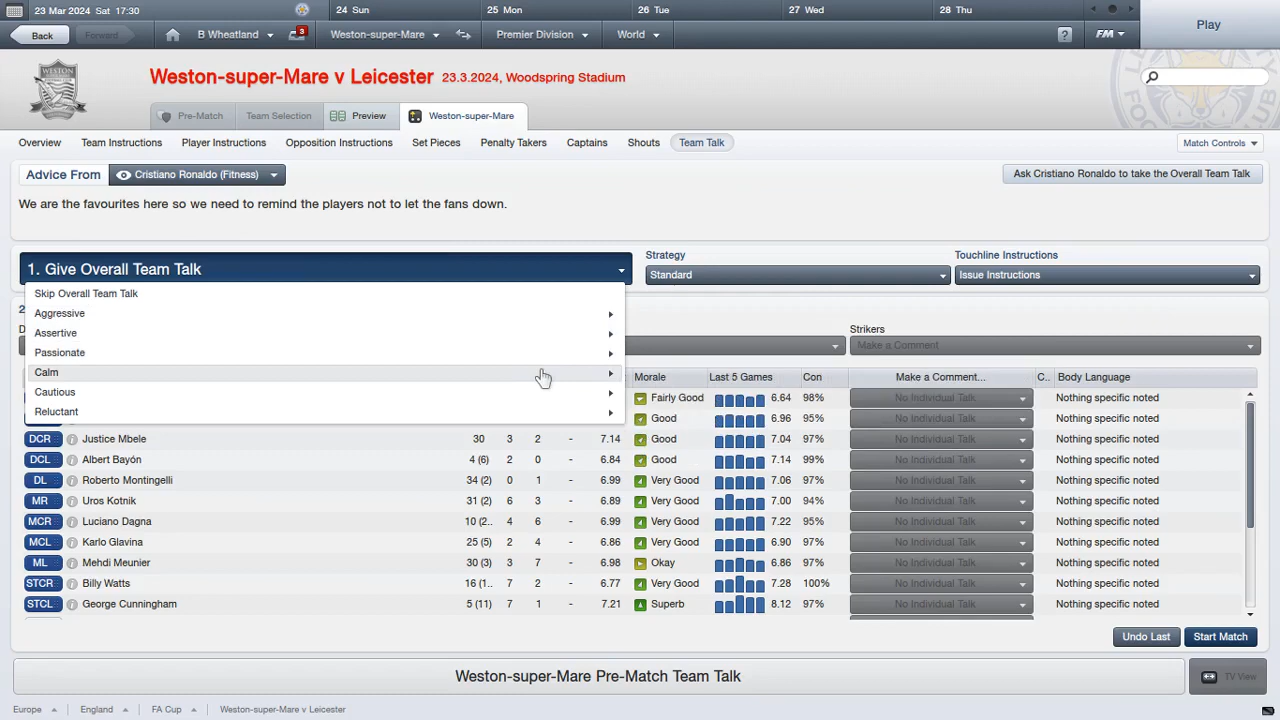 23 Mar 2024 Sat 17:30 24 Sun 25 Mon 26 Tue 27 Wed 28 Thu Play
Back Forward B Wheatland 3 Weston-super-Mare Premier Division World ? FM
Weston-super-Mare v Leicester 23.3.2024, Woodspring Stadium
Pre-Match Team Selection Preview Weston-super-Mare
Overview Team Instructions Player Instructions Opposition Instructions Set Pieces Penalty Takers Captains Shouts Team Talk Match Controls
Advice From Cristiano Ronaldo (Fitness) Ask Cristiano Ronaldo to take the Overall Team Talk
We are the favourites here so we need to remind the players not to let the fans down.
Strategy Touchline Instructions
1. Give Overall Team Talk Standard Issue Instructions
Skip Overall Team Talk
Aggressive
Assertive Strikers
Passionate Make a Comment
Calm Morale Last 5 Games Con Make a Comment... C.. Body Language
Cautious Fairly Good 6.64 98% No Individual Talk Nothing specific noted
Reluctant Good 6.96 95% No Individual Talk Nothing specific noted
DCR Justice Mbele 30 3 2 - 7.14 Good 7.04 97% No Individual Talk Nothing specific noted
DCL Albert Bayón 4 (6) 2 0 - 6.84 Good 7.14 99% No Individual Talk Nothing specific noted
DL Roberto Montingelli 34 (2) 0 1 - 6.99 Very Good 7.06 97% No Individual Talk Nothing specific noted
MR Uros Kotnik 31 (2) 6 3 - 6.89 Very Good 7.00 94% No Individual Talk Nothing specific noted
MCR Luciano Dagna 10 (2.. 4 6 - 6.99 Very Good 7.22 95% No Individual Talk Nothing specific noted
MCL Karlo Glavina 25 (5) 2 4 - 6.86 Very Good 6.90 97% No Individual Talk Nothing specific noted
ML Mehdi Meunier 30 (3) 3 7 - 6.98 Okay 6.86 97% No Individual Talk Nothing specific noted
STCR Billy Watts 16 (1.. 7 2 - 6.77 Very Good 7.28 100% No Individual Talk Nothing specific noted
STCL George Cunningham 5 (11) 7 1 - 7.21 Superb 8.12 97% No Individual Talk Nothing specific noted
Undo Last Start Match
Weston-super-Mare Pre-Match Team Talk TV View
Europe England FA Cup Weston-super-Mare v Leicester